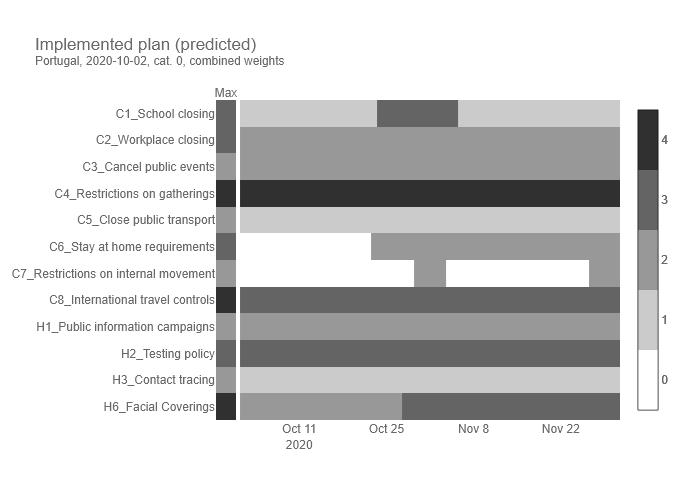 Implemented plan (predicted)
Portugal, 2020-10-02, cat. 0, combined weights
Max
C1_School closing
C2_Workplace closing
C3_Cancel public events
C4_Restrictions on gatherings
C5_Close public transport
C6_Stay at home requirements
C7_Restrictions on internal movement
C8_International travel controls
H1_Public information campaigns
H2_Testing policy
H3_Contact tracing
H6_Facial Coverings
Oct 11
2020
Oct 25
Nov 8
Nov 22
4
3
2
1
0